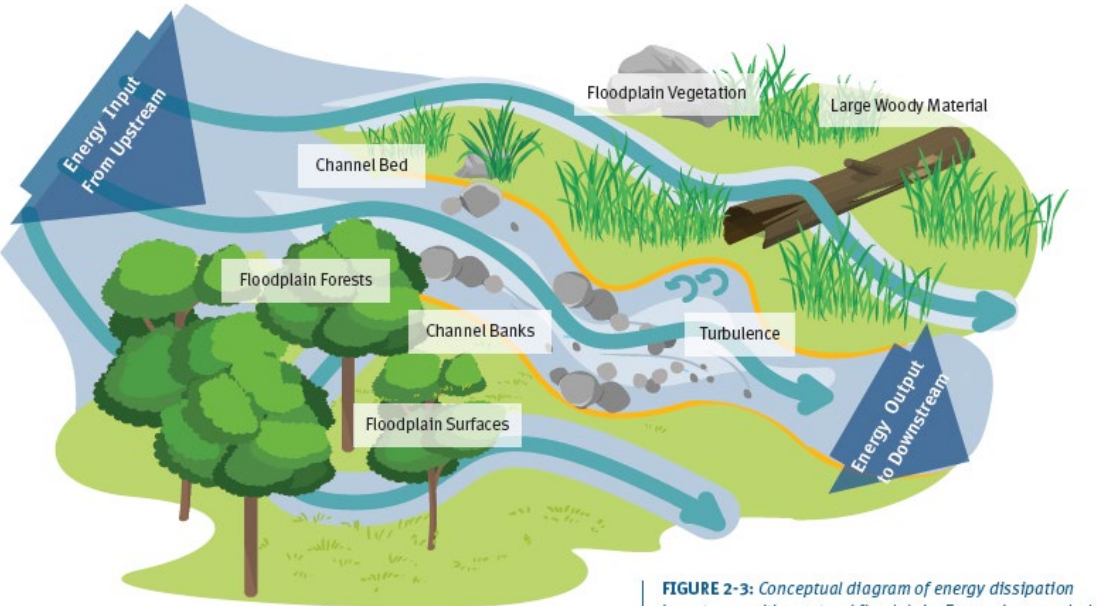 Energy Input
From Upstream
Floodplain Vegetation
Large Woody Material
Channel Bed
Floodplain Forests
Channel Banks
Turbulence
Floodplain Surfaces
Energy Output
to Downstream
FIGURE 2-3: Conceptual diagram of energy dissipation